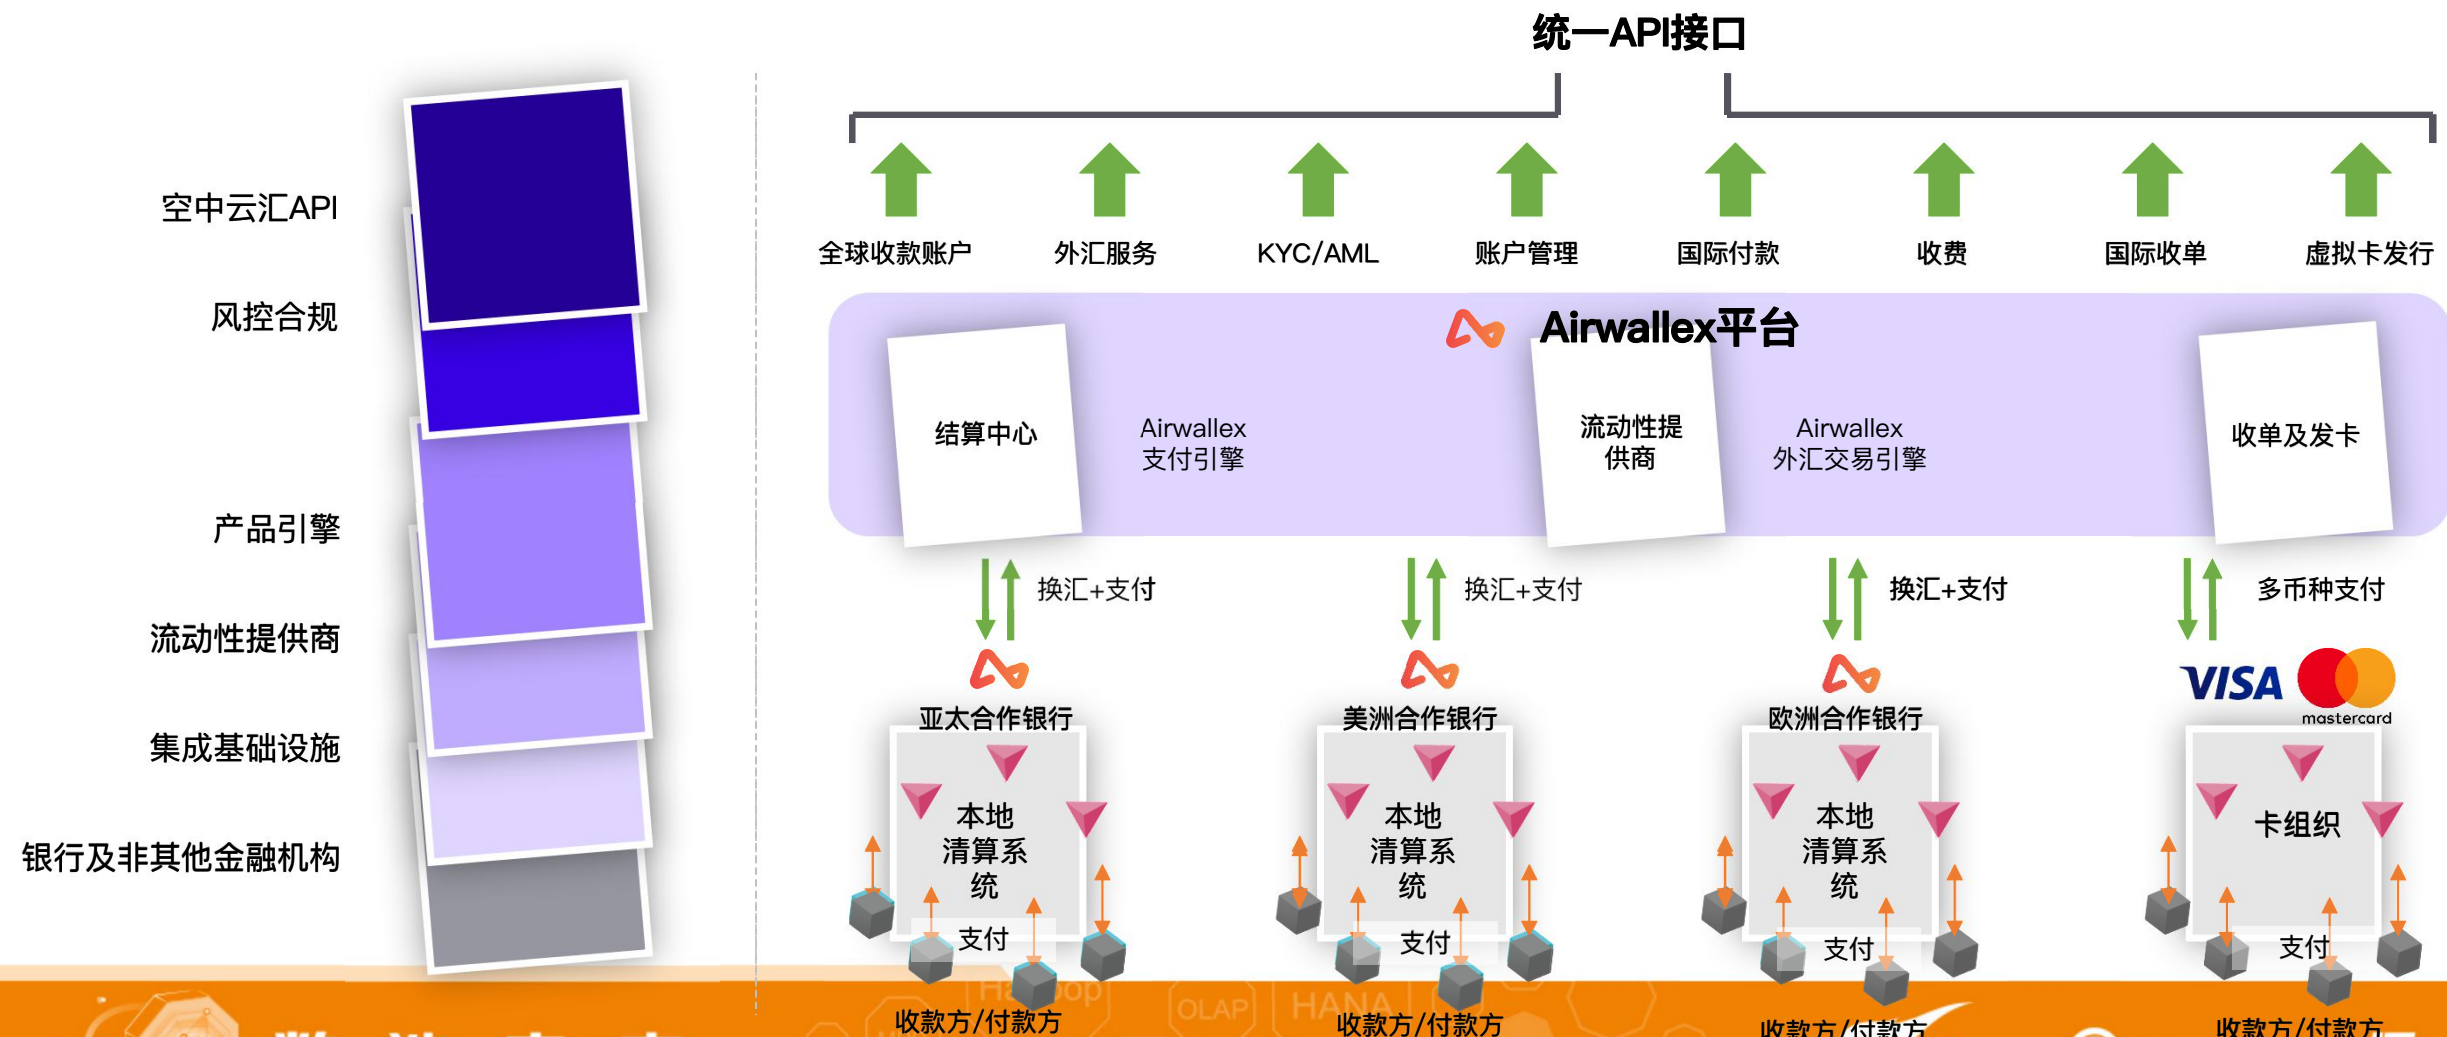 统一API接口
空中云汇API
风控合规
产品引擎
流动性提供商
集成基础设施
银行及非其他金融机构
全球收款账户
外汇服务
KYC/AML
账户管理
国际付款
收费
国际收单
虚拟卡发行
Airwallex平台
结算中心
Airwallex
支付引擎
流动性提
供商
Airwallex
外汇交易引擎
收单及发卡
换汇+支付
换汇+支付
换汇+支付
多币种支付
VISA
mastercard
亚太合作银行
美洲合作银行
欧洲合作银行
本地
清算系
统
本地
清算系
统
本地
清算系
统
卡组织
支付
支付
支付
支付
Hadoop
OLAP
HANA
收款方/付款方
收款方/付款方
收款方/付款方
收款方/付款方